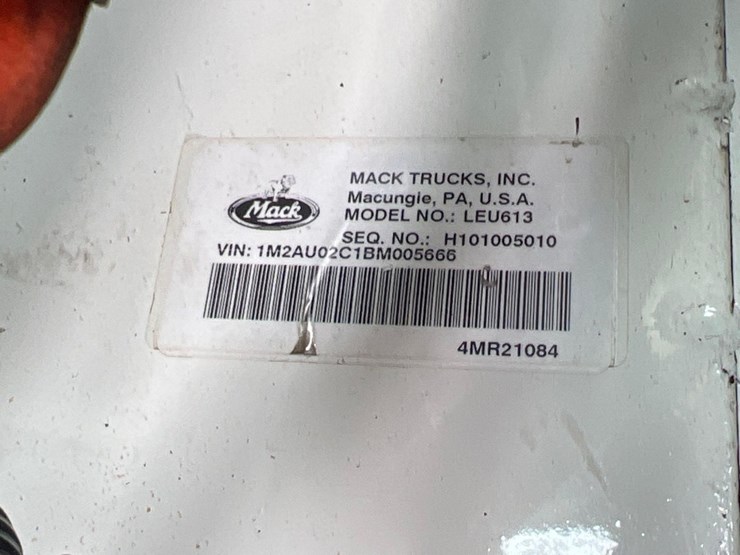 Mack
MACK TRUCKS, INC.
Macungie, PA, U.S.A.
MODEL NO.: LEU613
SEQ. NO.: H101005010
VIN: 1M2AU02C1BM005666
4MR21084